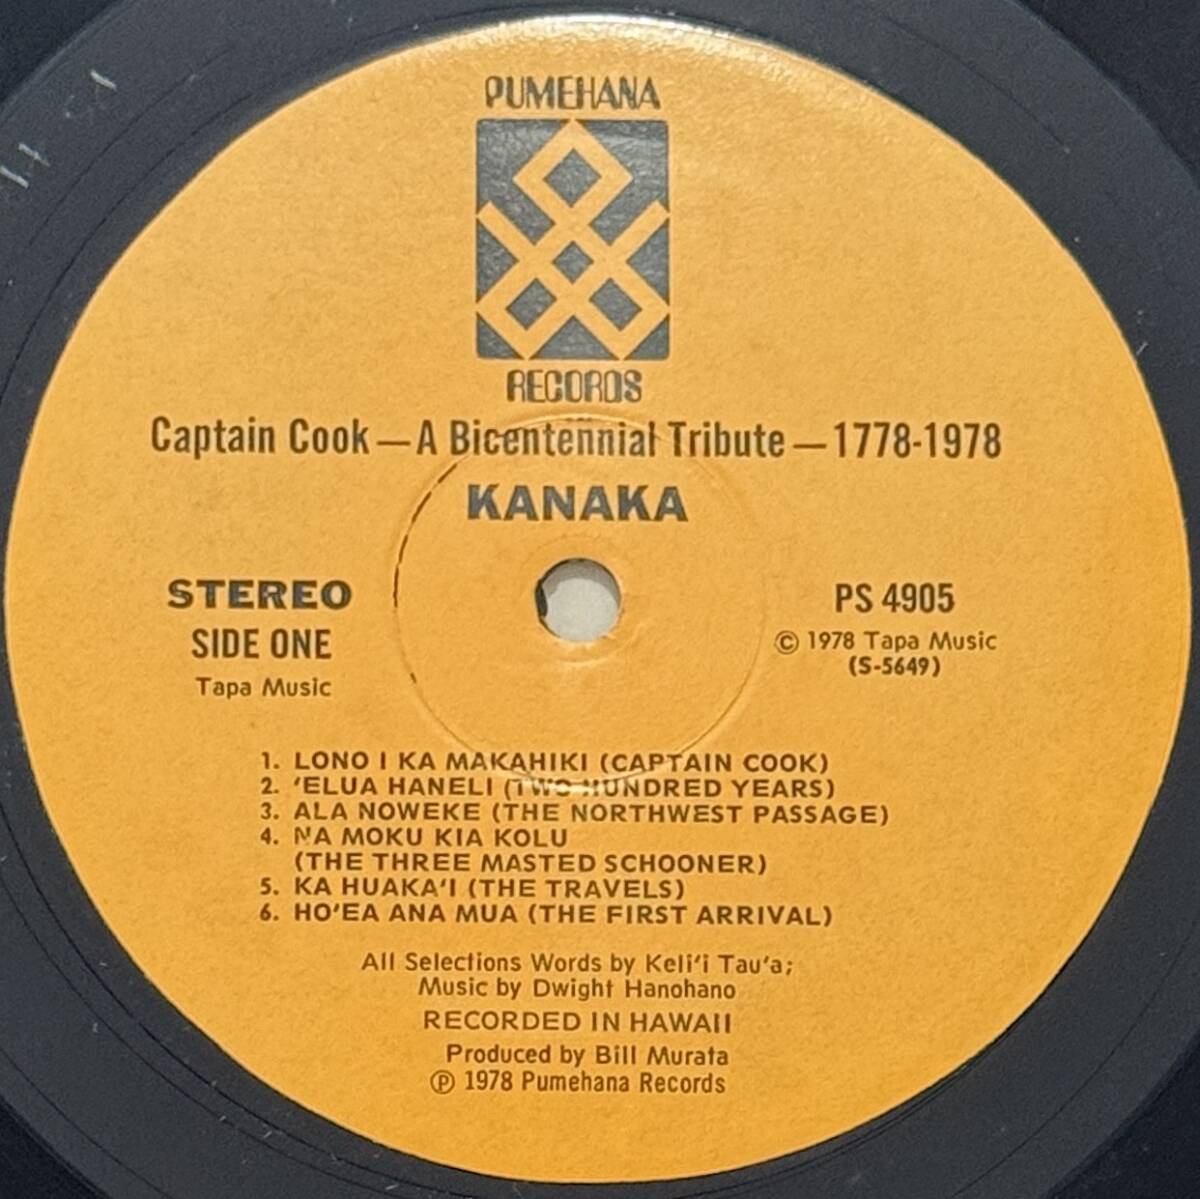 PUMEHANA
RECORDS
Captain Cook — A Bicentennial Tribute — 1778-1978
KANAKA
STEREO
SIDE ONE
Tapa Music
PS 4905
© 1978 Tapa Music
(S-5649)
1. LONO I KA MAKAHIKI (CAPTAIN COOK)
2. 'ELUA HANELI (TWO HUNDRED YEARS)
3. ALA NOWEKE (THE NORTHWEST PASSAGE)
4. NA MOKU KIA KOLU
(THE THREE MASTED SCHOONER)
5. KA HUAKA'I (THE TRAVELS)
6. HO'EA ANA MUA (THE FIRST ARRIVAL)
All Selections Words by Keli'i Tau'a;
Music by Dwight Hanohano
RECORDED IN HAWAII
Produced by Bill Murata
℗ 1978 Pumehana Records